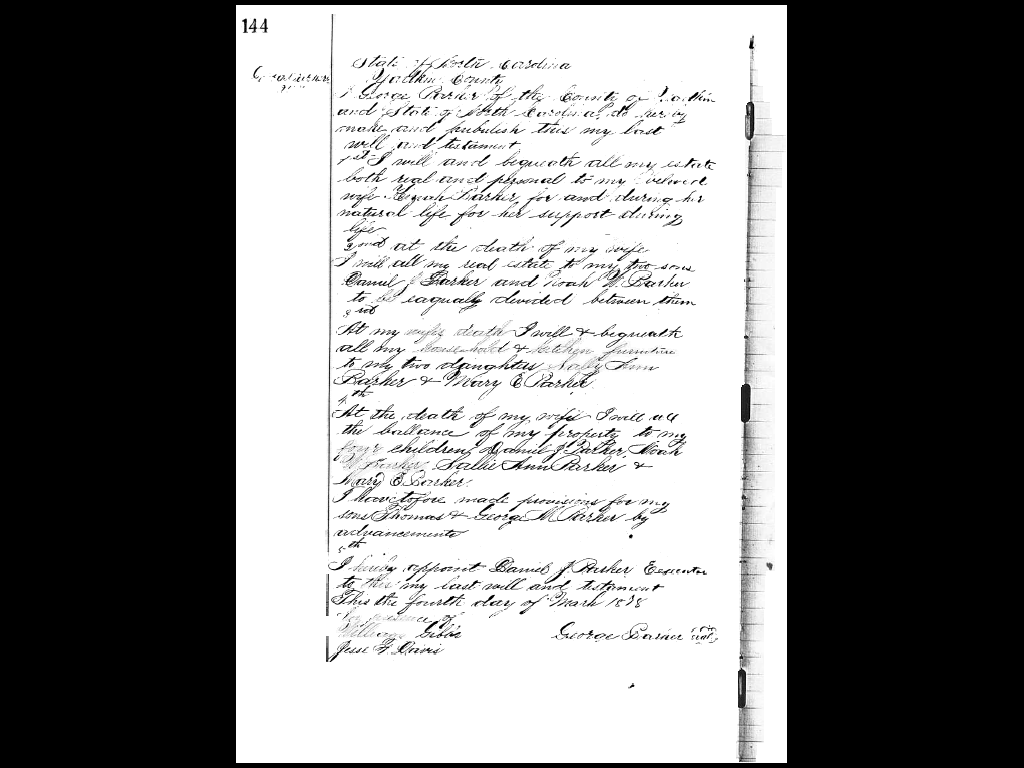 144
State of North Carolina
Yadkin County
I George Parker of the County of Yadkin
and State of North Carolina, do hereby
make and pubulish this my last
will and testament
1st I will and bequeath all my estate
both real and personal to my beloved
wife Parker, for and during her
natural life for her support during
life
2nd at the death of my wife
I will all my real estate to my two sons
Daniel J Parker and Noah W. Parker
to be eaqually devided between them
3rd
At my wifes death I will & bequeath
all my household & kitchen furniture
to my two daughters Sally Ann
Parker & Mary E Parker.
4th
At the death of my wife I will all
the ballance of my property to my
four children, Daniel J Parker, Noah
W Parker, Sallie Ann Parker &
Mary E Parker.
I have tofore made provisions for my
sons Thomas & George M Parker by
advancements
5th
I hereby appoint Daniel J Parker Executor
to this my last will and testament
This the fourth day of March 1878
In presence of
William Gibbs George Parker seal
Jesse F. Davis